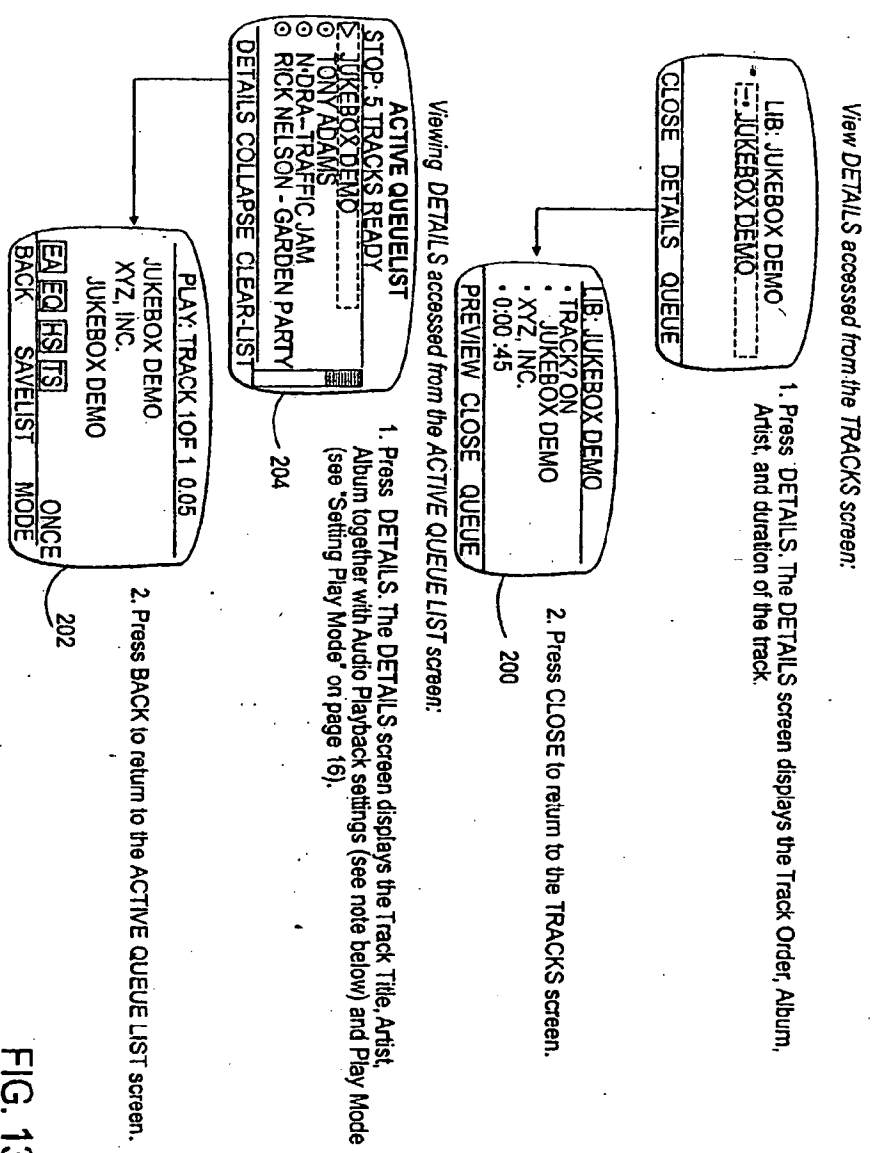 View DETAILS accessed from the TRACKS screen:
LIB: JUKEBOX DEMO
JUKEBOX DEMO
CLOSE DETAILS QUEUE
1. Press DETAILS. The DETAILS screen displays the Track Order, Album,
Artist, and duration of the track.
LIB: JUKEBOX DEMO
• TRACK? ON
• JUKEBOX DEMO
• XYZ, INC.
• 0:00 :45
PREVIEW CLOSE QUEUE
200
2. Press CLOSE to return to the TRACKS screen.
Viewing DETAILS accessed from the ACTIVE QUEUE LIST screen:
ACTIVE QUEUELIST
STOP: 5 TRACKS READY
JUKEBOX DEMO
TONY ADAMS
N•DRA--TRAFFIC JAM
RICK NELSON - GARDEN PARTY
DETAILS COLLAPSE CLEAR-LIST
204
1. Press DETAILS. The DETAILS screen displays the Track Title, Artist,
Album together with Audio Playback settings (see note below) and Play Mode
(see "Setting Play Mode" on page 16).
PLAY: TRACK 1OF 1 0.05
JUKEBOX DEMO
XYZ, INC.
JUKEBOX DEMO
EA EQ HS TS ONCE
BACK SAVELIST MODE
202
2. Press BACK to return to the ACTIVE QUEUE LIST screen.
FIG. 13